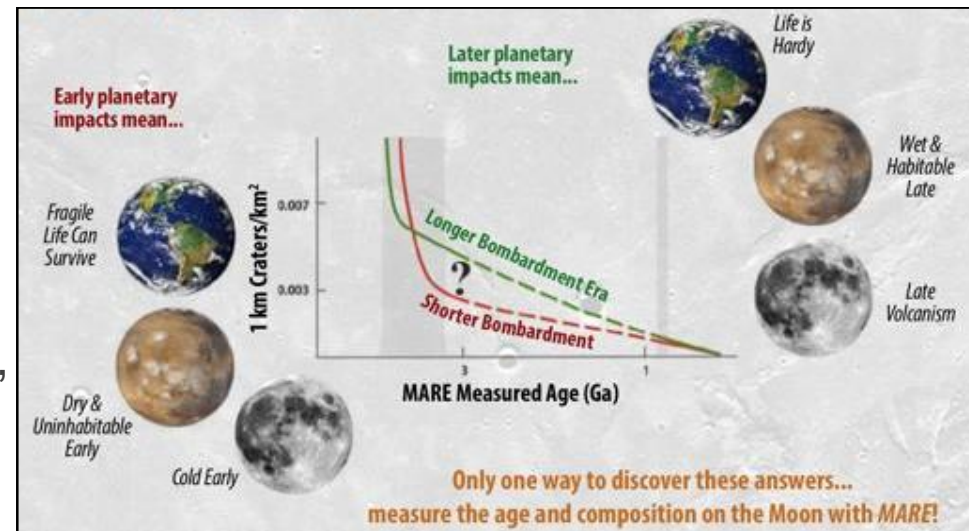 Early planetary
impacts mean...
Later planetary
impacts mean...
Life is
Hardy
Wet &
Habitable
Late
Late
Volcanism
Fragile
Life Can
Survive
Dry &
Uninhabitable
Early
Cold Early
1 km Craters/km²
0.007
0.003
Longer Bombardment Era
?
Shorter Bombardment
3
1
MARE Measured Age (Ga)
Only one way to discover these answers...
measure the age and composition on the Moon with MARE!
,